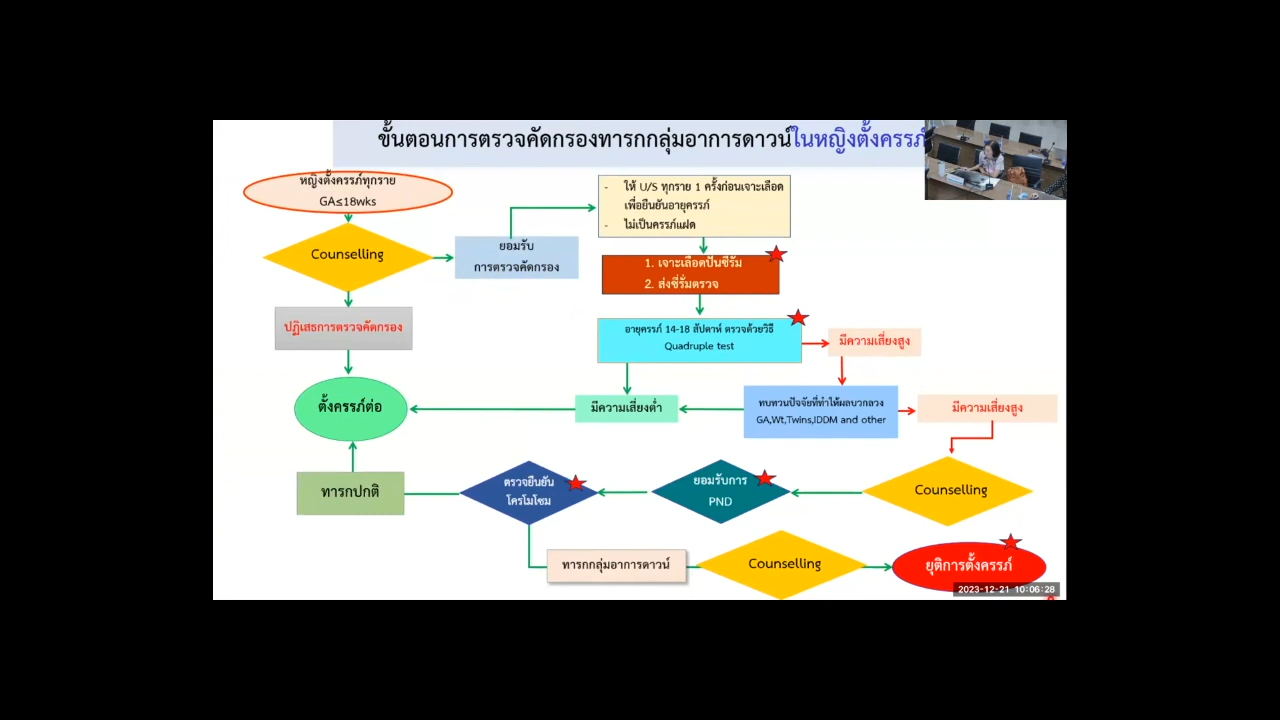 ขั้นตอนการตรวจคัดกรองทารกกลุ่มอาการดาวน์ในหญิงตั้งครรภ์
หญิงตั้งครรภ์ทุกราย
GA≤18wks
Counselling
ยอมรับ
การตรวจคัดกรอง
- ให้ U/S ทุกราย 1 ครั้งก่อนเจาะเลือด
เพื่อยืนยันอายุครรภ์
- ไม่เป็นครรภ์แฝด
1. เจาะเลือดปั่นซีรัม
2. ส่งซีรั่มตรวจ
ปฏิเสธการตรวจคัดกรอง
อายุครรภ์ 14-18 สัปดาห์ ตรวจด้วยวิธี
Quadruple test
มีความเสี่ยงสูง
ตั้งครรภ์ต่อ
มีความเสี่ยงต่ำ
ทบทวนปัจจัยที่ทำให้ผลบวกลวง
GA,Wt,Twins,IDDM and other
มีความเสี่ยงสูง
ทารกปกติ
ตรวจยืนยัน
โครโมโซม
ยอมรับการ
PND
Counselling
ทารกกลุ่มอาการดาวน์
Counselling
ยุติการตั้งครรภ์
2023-12-21 10:06:28